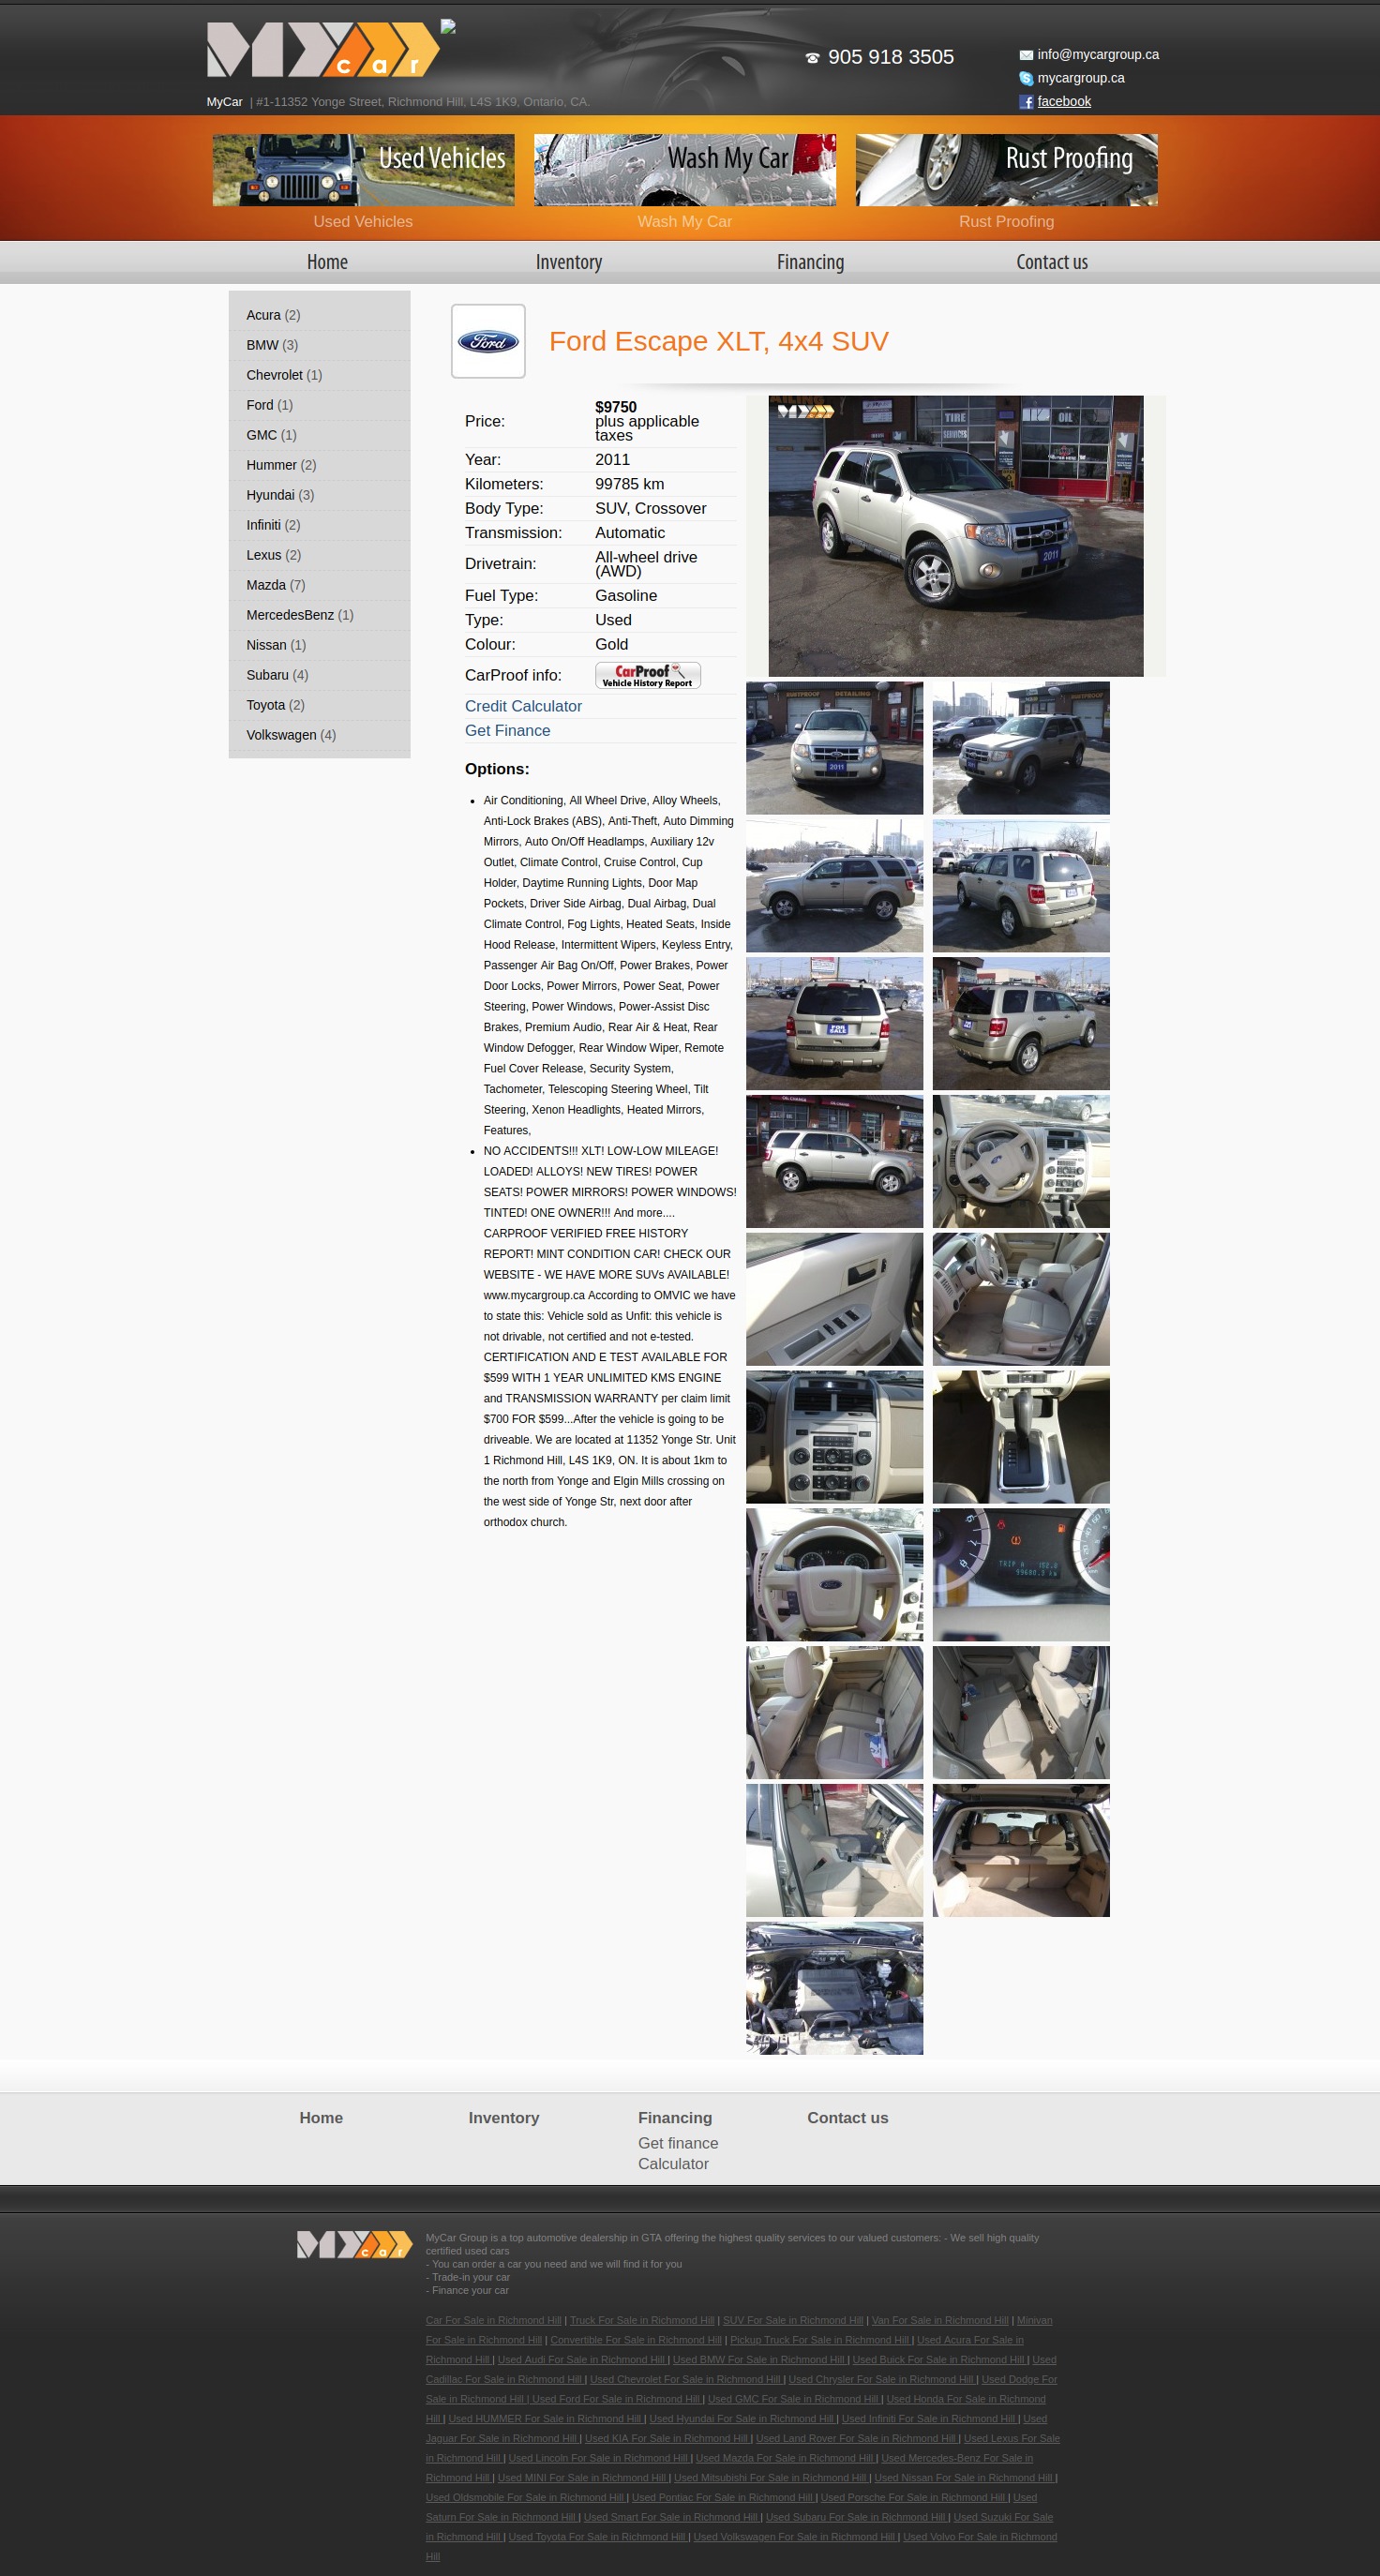 MYcar
905 918 3505
info@mycargroup.ca
mycargroup.ca
facebook
MyCar | #1-11352 Yonge Street, Richmond Hill, L4S 1K9, Ontario, CA.
Used Vehicles
Wash My Car
Rust Proofing
Used Vehicles
Wash My Car
Rust Proofing
Home
Inventory
Financing
Contact us
Acura (2)
BMW (3)
Chevrolet (1)
Ford (1)
GMC (1)
Hummer (2)
Hyundai (3)
Infiniti (2)
Lexus (2)
Mazda (7)
MercedesBenz (1)
Nissan (1)
Subaru (4)
Toyota (2)
Volkswagen (4)
Ford
Ford Escape XLT, 4x4 SUV
Price: $9750
plus applicable
taxes
Year: 2011
Kilometers: 99785 km
Body Type: SUV, Crossover
Transmission: Automatic
Drivetrain: All-wheel drive
(AWD)
Fuel Type: Gasoline
Type: Used
Colour: Gold
CarProof info: CarProof
Vehicle History Report
Credit Calculator
Get Finance
Options:
Air Conditioning, All Wheel Drive, Alloy Wheels,
Anti-Lock Brakes (ABS), Anti-Theft, Auto Dimming
Mirrors, Auto On/Off Headlamps, Auxiliary 12v
Outlet, Climate Control, Cruise Control, Cup
Holder, Daytime Running Lights, Door Map
Pockets, Driver Side Airbag, Dual Airbag, Dual
Climate Control, Fog Lights, Heated Seats, Inside
Hood Release, Intermittent Wipers, Keyless Entry,
Passenger Air Bag On/Off, Power Brakes, Power
Door Locks, Power Mirrors, Power Seat, Power
Steering, Power Windows, Power-Assist Disc
Brakes, Premium Audio, Rear Air & Heat, Rear
Window Defogger, Rear Window Wiper, Remote
Fuel Cover Release, Security System,
Tachometer, Telescoping Steering Wheel, Tilt
Steering, Xenon Headlights, Heated Mirrors,
Features,
NO ACCIDENTS!!! XLT! LOW-LOW MILEAGE!
LOADED! ALLOYS! NEW TIRES! POWER
SEATS! POWER MIRRORS! POWER WINDOWS!
TINTED! ONE OWNER!!! And more....
CARPROOF VERIFIED FREE HISTORY
REPORT! MINT CONDITION CAR! CHECK OUR
WEBSITE - WE HAVE MORE SUVs AVAILABLE!
www.mycargroup.ca According to OMVIC we have
to state this: Vehicle sold as Unfit: this vehicle is
not drivable, not certified and not e-tested.
CERTIFICATION AND E TEST AVAILABLE FOR
$599 WITH 1 YEAR UNLIMITED KMS ENGINE
and TRANSMISSION WARRANTY per claim limit
$700 FOR $599...After the vehicle is going to be
driveable. We are located at 11352 Yonge Str. Unit
1 Richmond Hill, L4S 1K9, ON. It is about 1km to
the north from Yonge and Elgin Mills crossing on
the west side of Yonge Str, next door after
orthodox church.
MYcar
TIRE
SERVICES
OIL
2011
RUSTPROOF
DETAILING
2011
FOR
SALE
TRIP A 152.0
99680.3 KM
Home
Inventory
Financing
Contact us
Get finance
Calculator
MYcar
MyCar Group is a top automotive dealership in GTA offering the highest quality services to our valued customers: - We sell high quality
certified used cars
- You can order a car you need and we will find it for you
- Trade-in your car
- Finance your car
Car For Sale in Richmond Hill | Truck For Sale in Richmond Hill | SUV For Sale in Richmond Hill | Van For Sale in Richmond Hill | Minivan
For Sale in Richmond Hill | Convertible For Sale in Richmond Hill | Pickup Truck For Sale in Richmond Hill | Used Acura For Sale in
Richmond Hill | Used Audi For Sale in Richmond Hill | Used BMW For Sale in Richmond Hill | Used Buick For Sale in Richmond Hill | Used
Cadillac For Sale in Richmond Hill | Used Chevrolet For Sale in Richmond Hill | Used Chrysler For Sale in Richmond Hill | Used Dodge For
Sale in Richmond Hill | Used Ford For Sale in Richmond Hill | Used GMC For Sale in Richmond Hill | Used Honda For Sale in Richmond
Hill | Used HUMMER For Sale in Richmond Hill | Used Hyundai For Sale in Richmond Hill | Used Infiniti For Sale in Richmond Hill | Used
Jaguar For Sale in Richmond Hill | Used KIA For Sale in Richmond Hill | Used Land Rover For Sale in Richmond Hill | Used Lexus For Sale
in Richmond Hill | Used Lincoln For Sale in Richmond Hill | Used Mazda For Sale in Richmond Hill | Used Mercedes-Benz For Sale in
Richmond Hill | Used MINI For Sale in Richmond Hill | Used Mitsubishi For Sale in Richmond Hill | Used Nissan For Sale in Richmond Hill |
Used Oldsmobile For Sale in Richmond Hill | Used Pontiac For Sale in Richmond Hill | Used Porsche For Sale in Richmond Hill | Used
Saturn For Sale in Richmond Hill | Used Smart For Sale in Richmond Hill | Used Subaru For Sale in Richmond Hill | Used Suzuki For Sale
in Richmond Hill | Used Toyota For Sale in Richmond Hill | Used Volkswagen For Sale in Richmond Hill | Used Volvo For Sale in Richmond
Hill